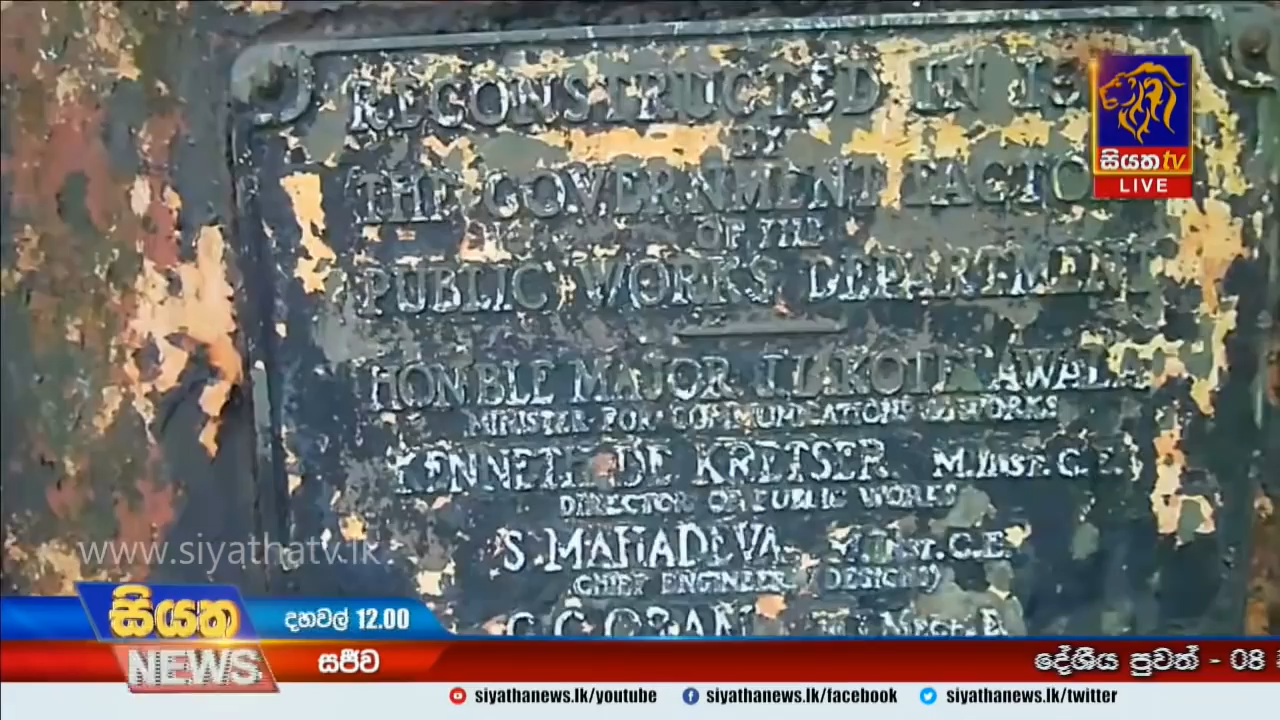 RECONSTRUCTED IN
BY
THE GOVERNMENT
OF THE
PUBLIC WORKS DEPARTMENT
HON'BLE MAJOR J.L. KOTELAWALA
MINISTER FOR COMMUNICATIONS & WORKS
KENNETH DE KRETSER M.INST.C.E.
DIRECTOR OF PUBLIC WORKS
S. MAHADEVA M.INST.C.E.
CHIEF ENGINEER (DESIGNS)
සියත tv
LIVE
www.siyathatv.lk
සියත
NEWS
දහවල් 12.00
සජීව
දේශීය පුවත් - 08
siyathanews.lk/youtube
siyathanews.lk/facebook
siyathanews.lk/twitter